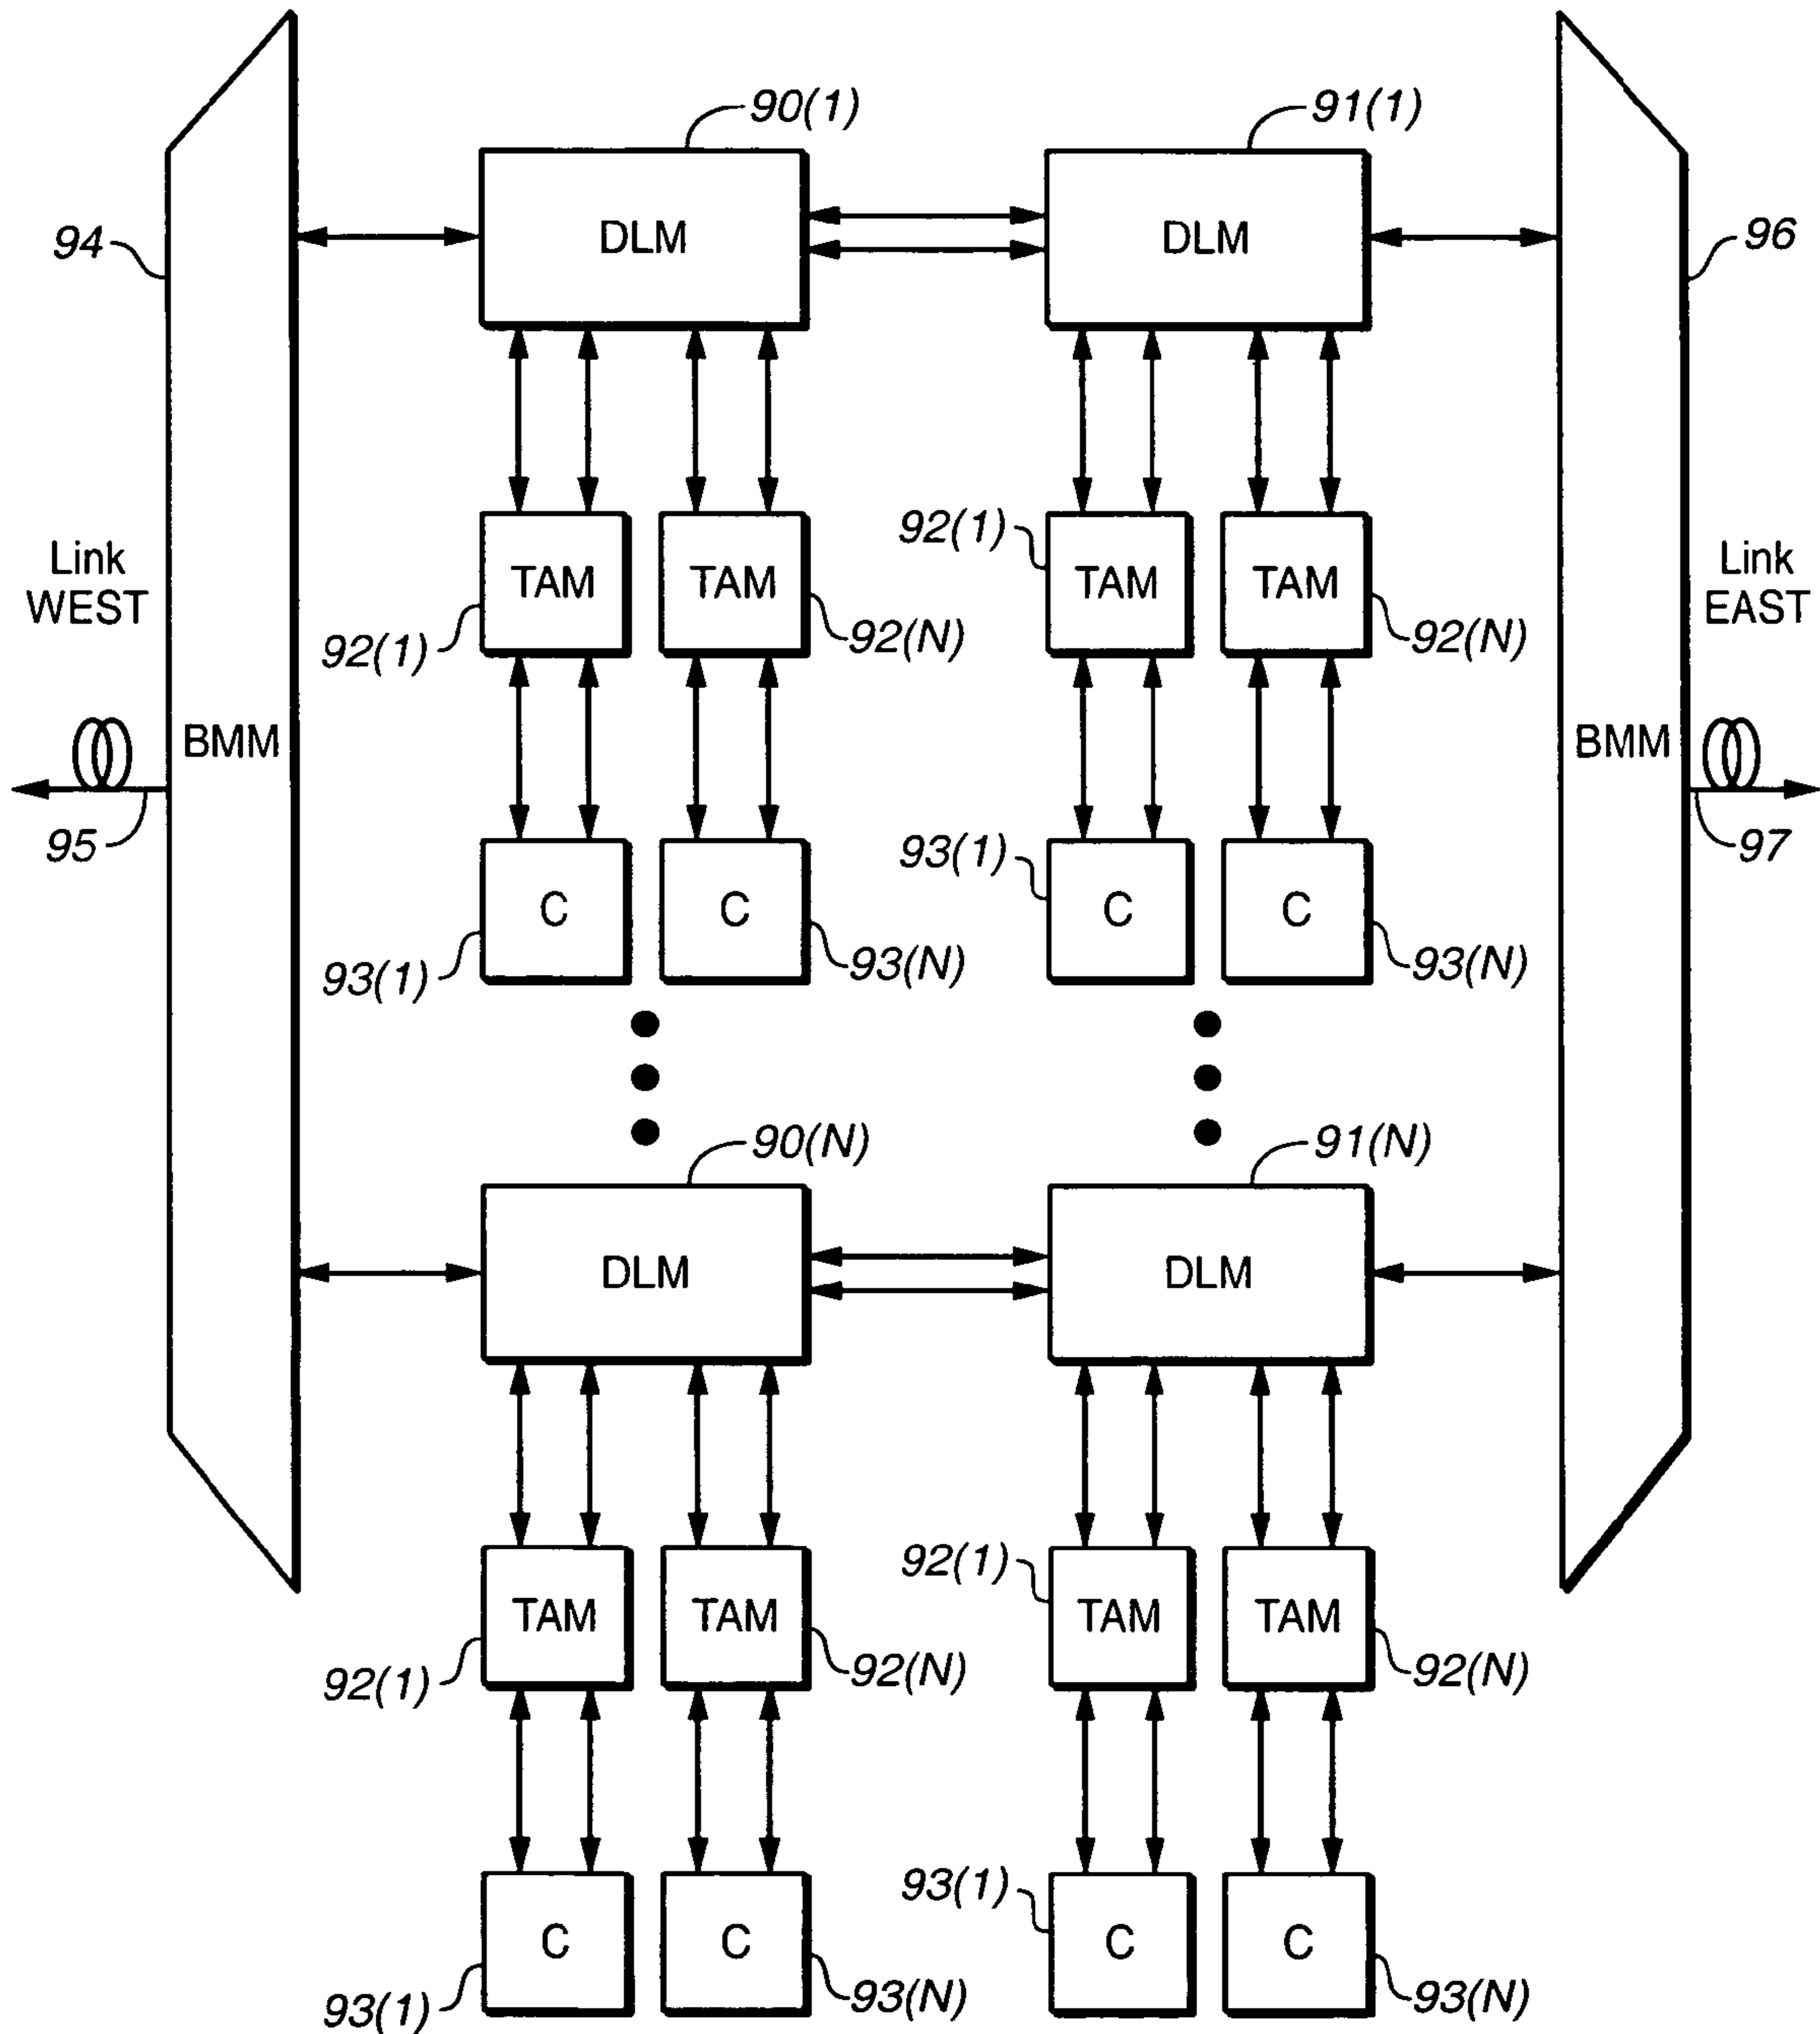 90(1)
91(1)
94
DLM
DLM
96
Link
WEST
92(1)
TAM
TAM
92(N)
92(1)
TAM
TAM
92(N)
Link
EAST
BMM
BMM
95
97
93(1)
C
C
93(N)
93(1)
C
C
93(N)
90(N)
91(N)
DLM
DLM
92(1)
TAM
TAM
92(N)
92(1)
TAM
TAM
92(N)
93(1)
C
C
93(N)
93(1)
C
C
93(N)